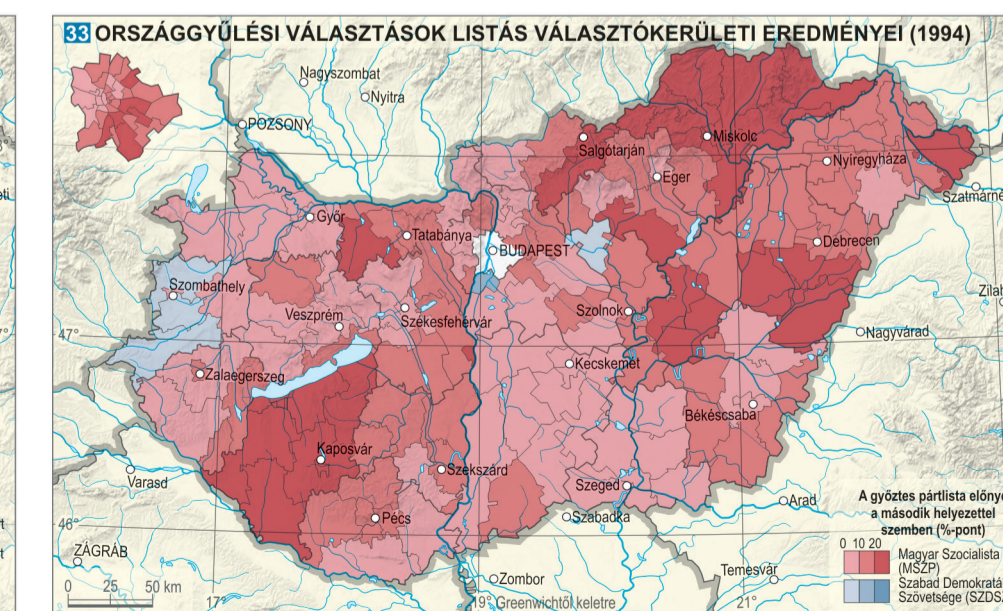 33 ORSZÁGGYŰLÉSI VÁLASZTÁSOK LISTÁS VÁLASZTÓKERÜLETI EREDMÉNYEI (1994)
Nagyszombat
Nyitra
POZSONY
Salgótarján
Miskolc
Nyíregyháza
Eger
Szatmárné
Győr
Tatabánya
BUDAPEST
Debrecen
Szombathely
Zilah
Veszprém
Székesfehérvár
Szolnok
47°
Nagyvárad
Zalaegerszeg
Kecskemét
Békéscsaba
Kaposvár
Szekszárd
Varasd
Szeged
Arad
Pécs
Szabadka
46°
ZÁGRÁB
Temesvár
Zombor
0 25 50 km
17°
19° Greenwichtől keletre
21°
A győztes pártlista előnye
a második helyezettel
szemben (%-pont)
0 10 20
Magyar Szocialista
(MSZP)
Szabad Demokratá
Szövetsége (SZDS